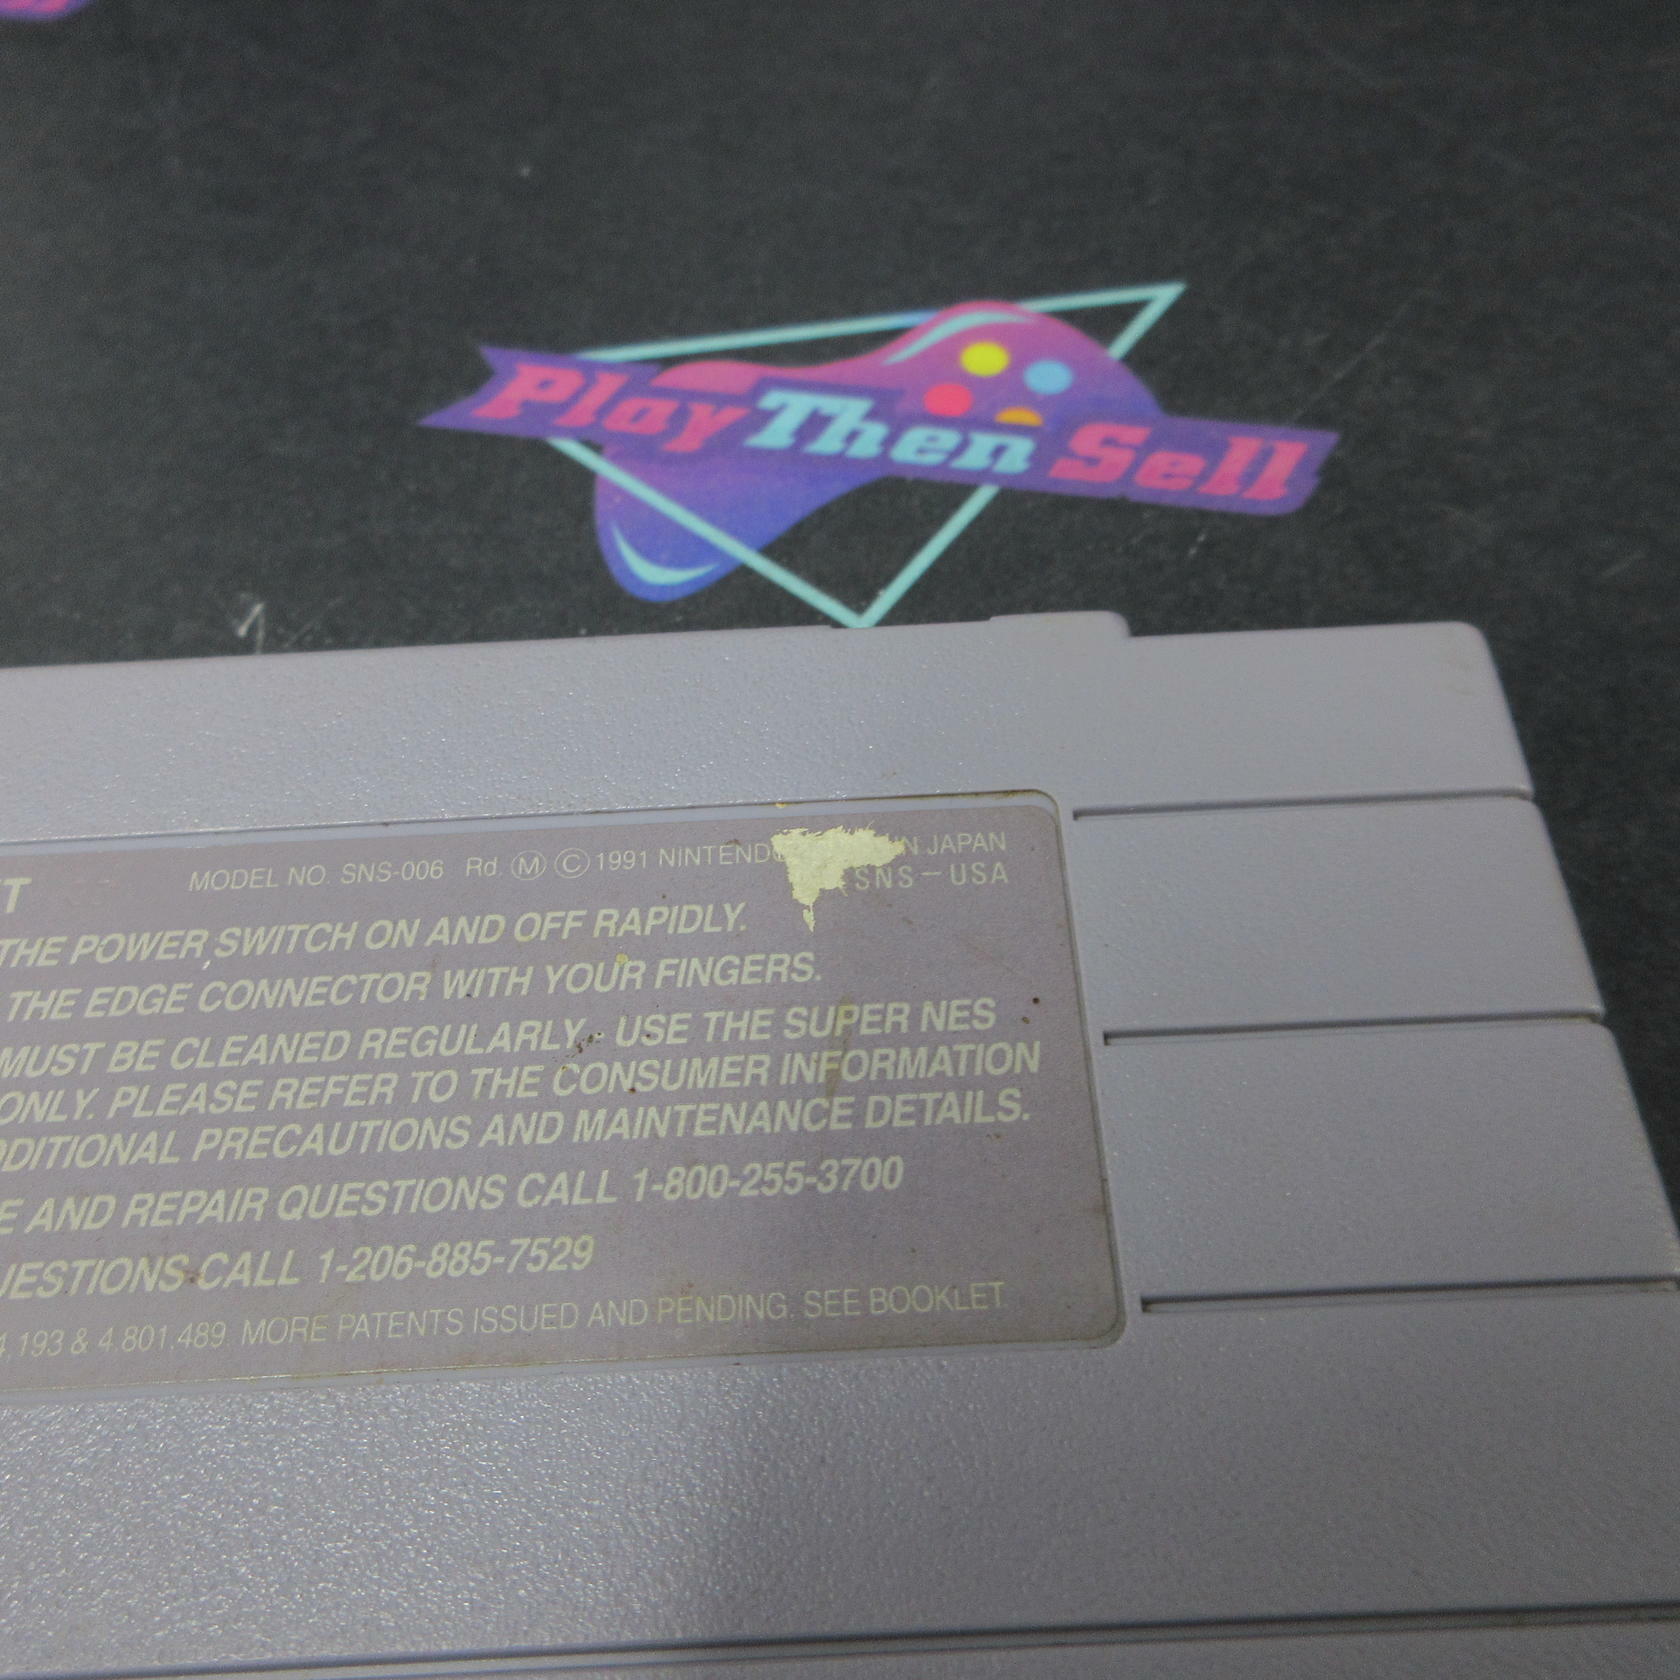 Play Then Sell
MODEL NO. SNS-006 Rd. Ⓜ © 1991 IN JAPAN
SNS-USA
THE POWER SWITCH ON AND OFF RAPIDLY.
THE EDGE CONNECTOR WITH YOUR FINGERS.
MUST BE CLEANED REGULARLY. USE THE SUPER NES
ONLY. PLEASE REFER TO THE CONSUMER INFORMATION
DDITIONAL PRECAUTIONS AND MAINTENANCE DETAILS.
E AND REPAIR QUESTIONS CALL 1-800-255-3700
UESTIONS CALL 1-206-885-7529
4,193 & 4,801,489. MORE PATENTS ISSUED AND PENDING. SEE BOOKLET.